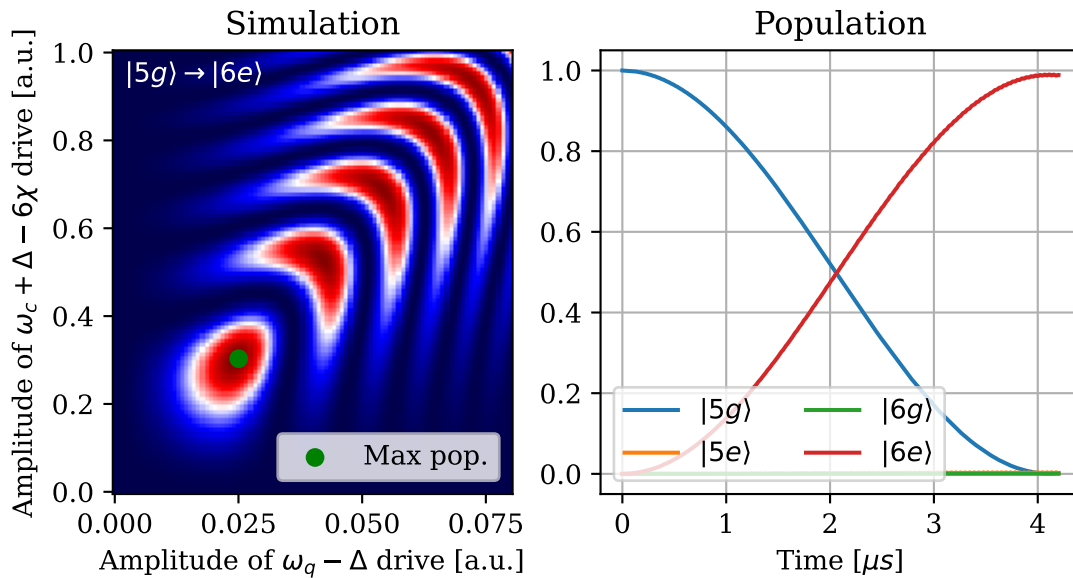 Simulation
Amplitude of ω_c + Δ − 6χ drive [a.u.]
1.0
0.8
0.6
0.4
0.2
0.0
|5g⟩ → |6e⟩
Max pop.
0.000
0.025
0.050
0.075
Amplitude of ω_q − Δ drive [a.u.]
Population
1.0
0.8
0.6
0.4
0.2
0.0
|5g⟩
|5e⟩
|6g⟩
|6e⟩
0
1
2
3
4
Time [μs]